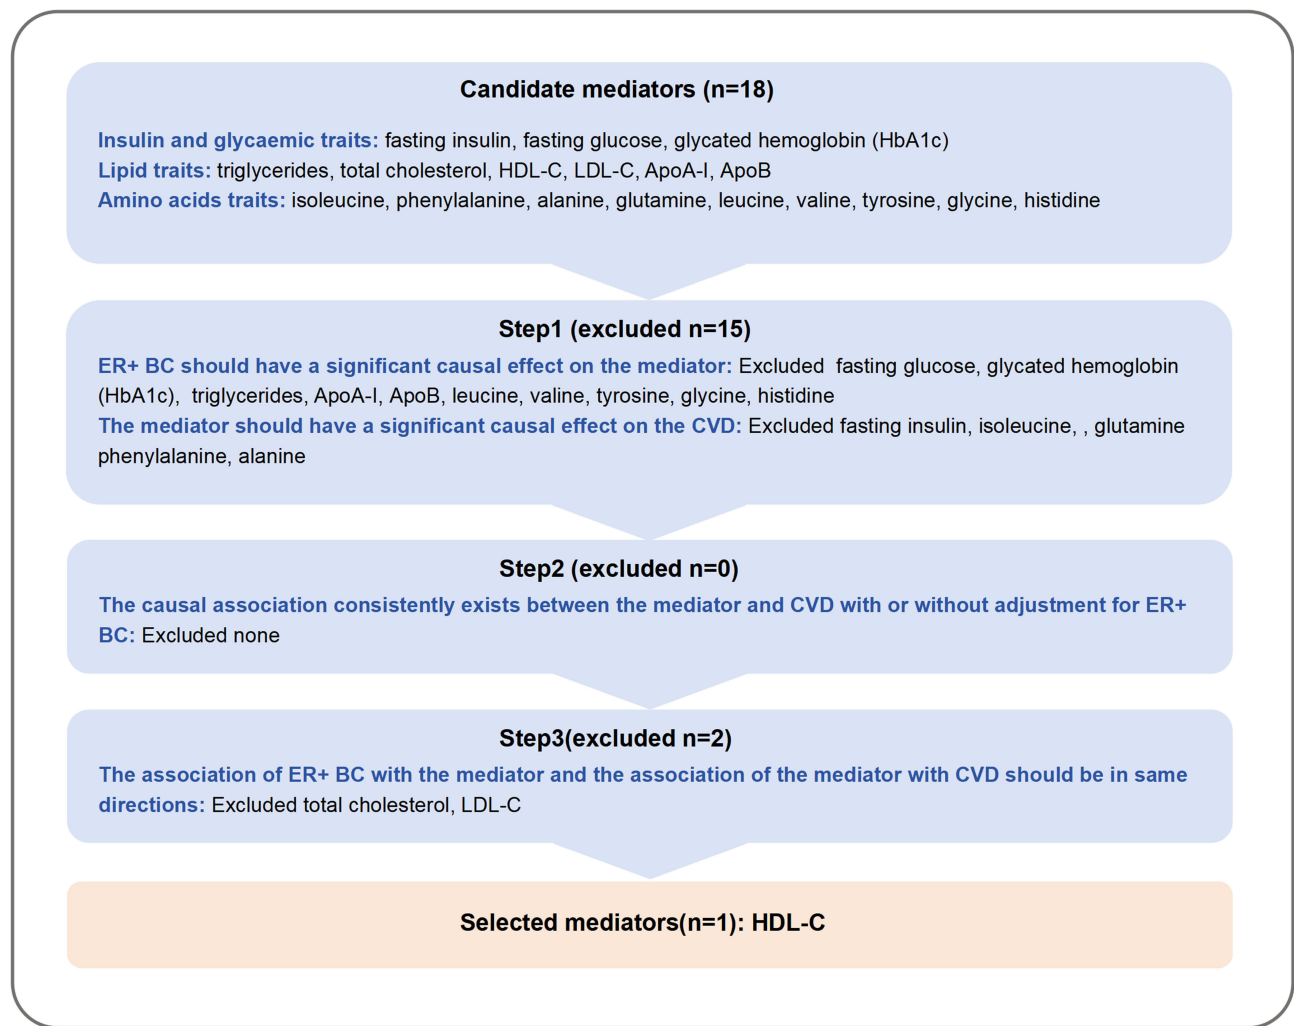 Candidate mediators (n=18)
Insulin and glycaemic traits: fasting insulin, fasting glucose, glycated hemoglobin (HbA1c)
Lipid traits: triglycerides, total cholesterol, HDL-C, LDL-C, ApoA-I, ApoB
Amino acids traits: isoleucine, phenylalanine, alanine, glutamine, leucine, valine, tyrosine, glycine, histidine
Step1 (excluded n=15)
ER+ BC should have a significant causal effect on the mediator: Excluded  fasting glucose, glycated hemoglobin
(HbA1c),  triglycerides, ApoA-I, ApoB, leucine, valine, tyrosine, glycine, histidine
The mediator should have a significant causal effect on the CVD: Excluded fasting insulin, isoleucine, , glutamine
phenylalanine, alanine
Step2 (excluded n=0)
The causal association consistently exists between the mediator and CVD with or without adjustment for ER+
BC: Excluded none
Step3(excluded n=2)
The association of ER+ BC with the mediator and the association of the mediator with CVD should be in same
directions: Excluded total cholesterol, LDL-C
Selected mediators(n=1): HDL-C